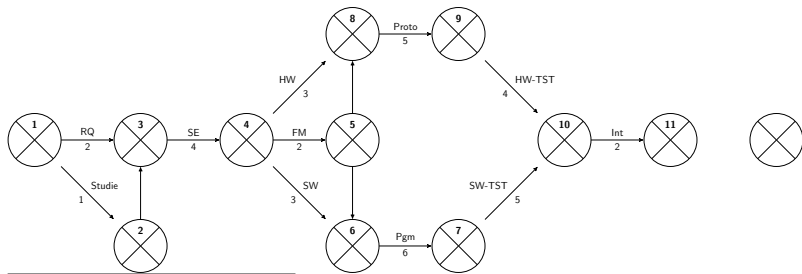 8
Proto
5
9
HW
3
HW-TST
4
1
RQ
2
3
SE
4
4
FM
2
5
10
Int
2
11
Studie
1
SW
3
SW-TST
5
2
6
Pgm
6
7